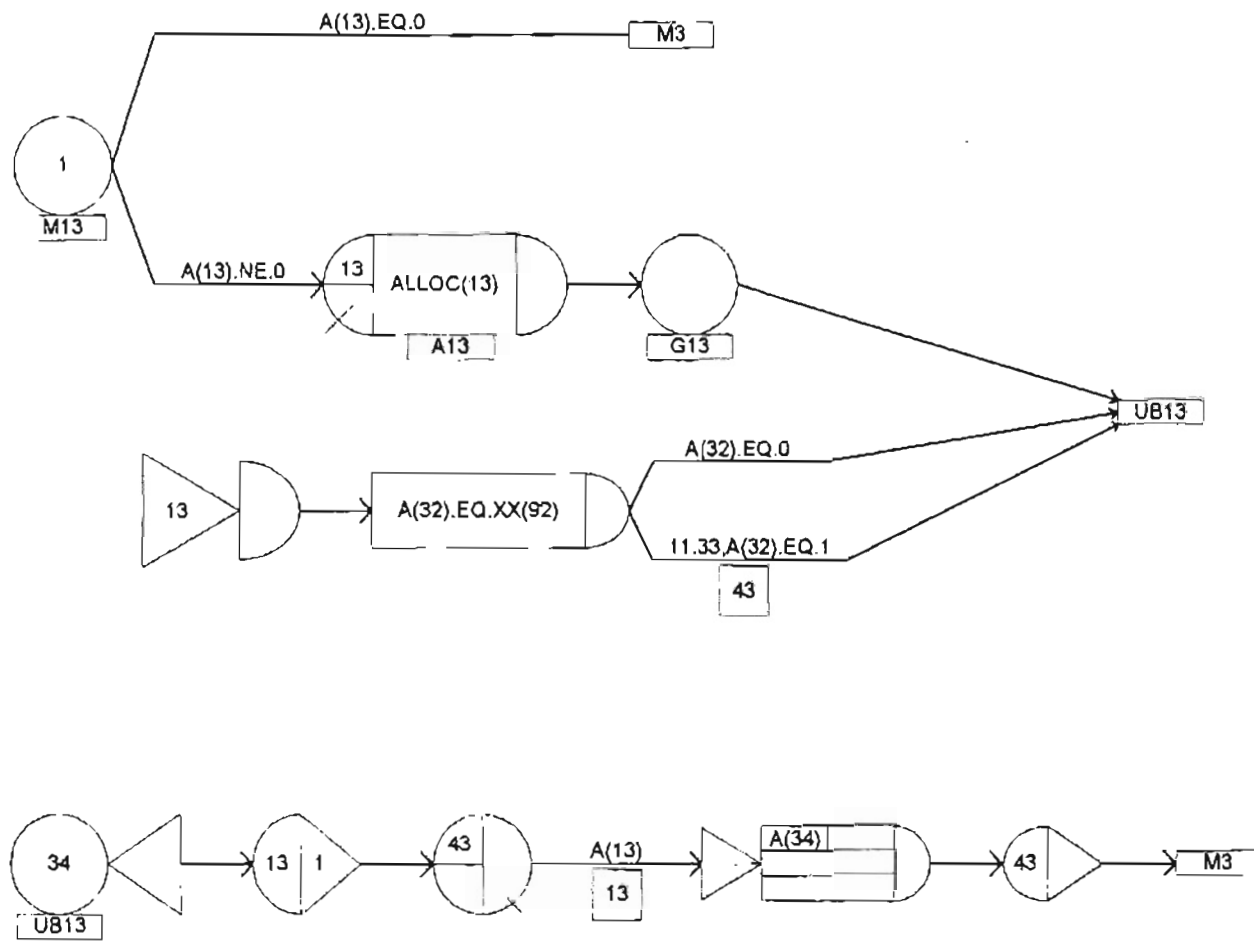 A(13).EQ.0
M3
1
M13
A(13).NE.0
13
ALLOC(13)
A13
G13
UB13
A(32).EQ.0
13
A(32).EQ.XX(92)
11.33,A(32).EQ.1
43
34
UB13
13
1
43
A(13)
13
A(34)
43
M3